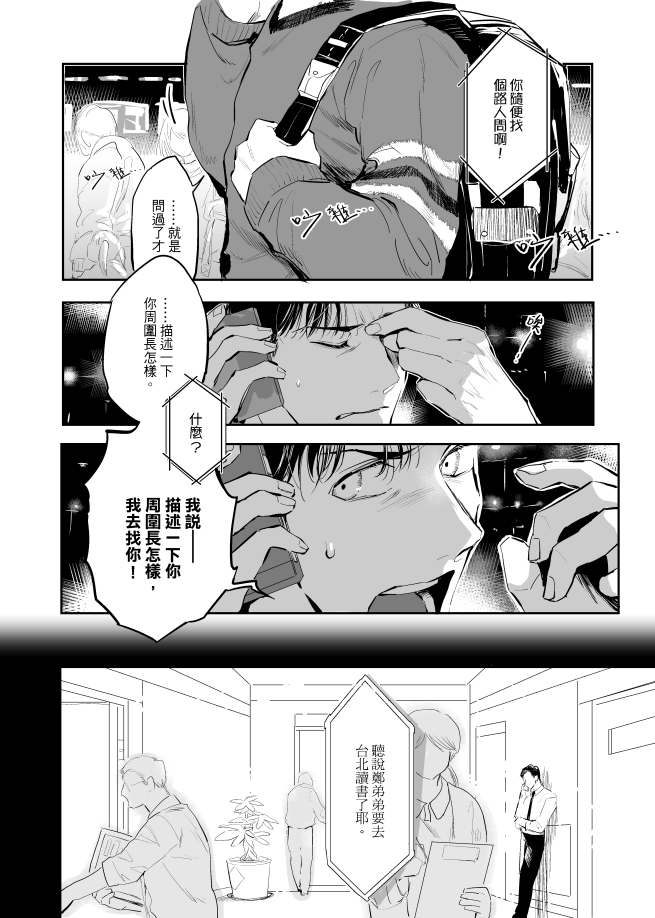 你隨便找
個路人問啊！
吵雜…
吵雜…
吵雜…
……就是
問過了才
……描述一下
你周圍長怎樣。
唉
什麼？
我說——
描述一下你
周圍長怎樣，
我去找你！
聽說鄭弟弟要去
台北讀書了耶。